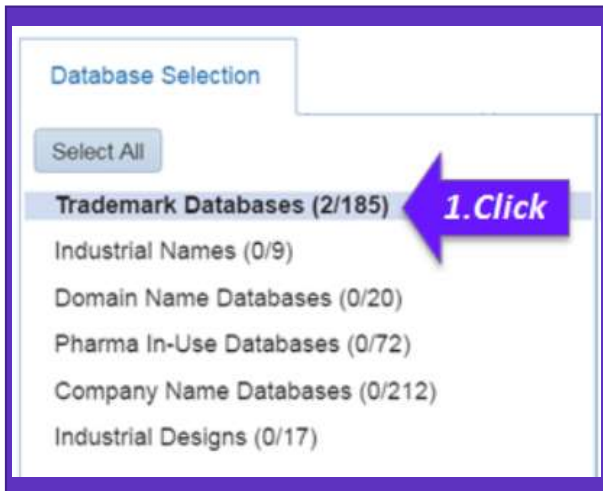 Database Selection
Select All
Trademark Databases (2/185)
1.Click
Industrial Names (0/9)
Domain Name Databases (0/20)
Pharma In-Use Databases (0/72)
Company Name Databases (0/212)
Industrial Designs (0/17)